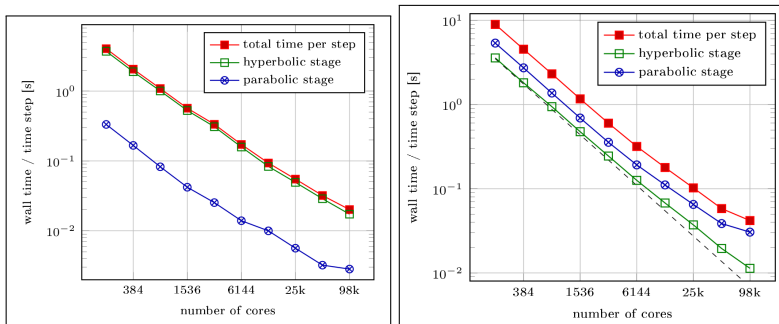 wall time / time step [s]
10^0
10^-1
10^-2
total time per step
hyperbolic stage
parabolic stage
384
1536
6144
25k
98k
number of cores
wall time / time step [s]
10^1
10^0
10^-1
10^-2
total time per step
hyperbolic stage
parabolic stage
384
1536
6144
25k
98k
number of cores